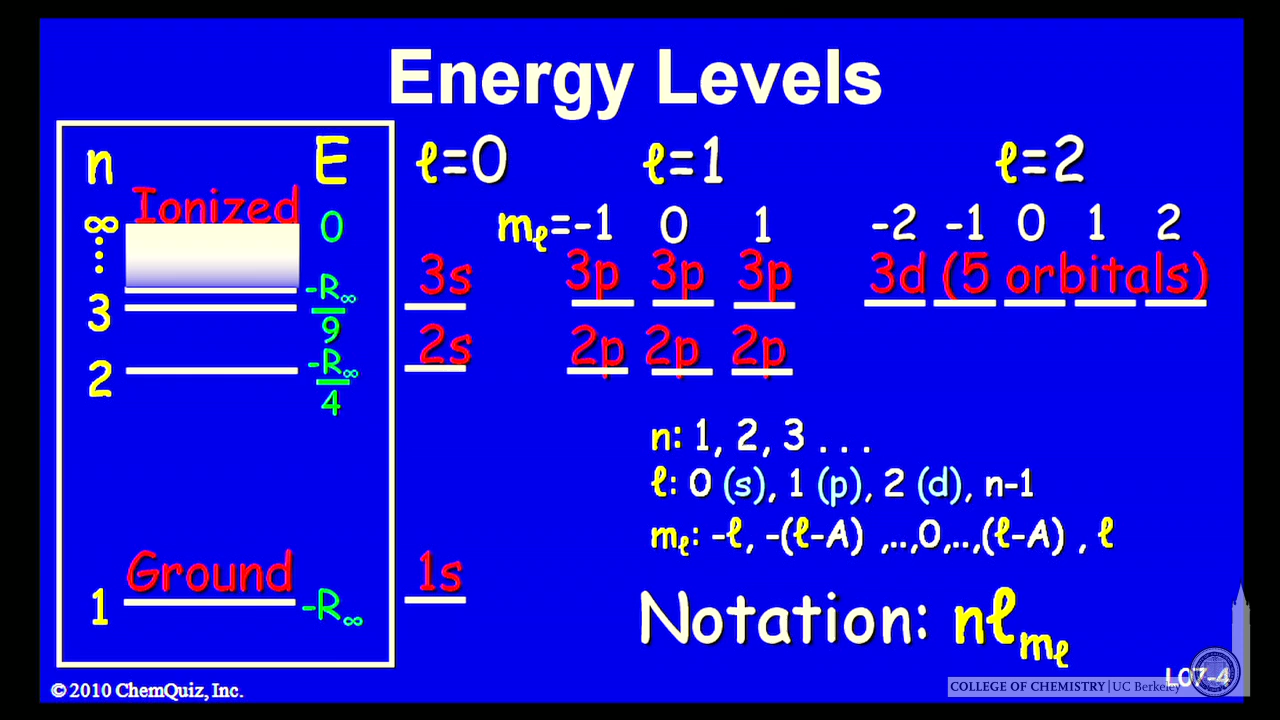 Energy Levels
n E ℓ=0 ℓ=1 ℓ=2
Ionized
∞ 0 mℓ=-1 0 1 -2 -1 0 1 2
⋮
3 -R∞/9 3s 3p 3p 3p 3d (5 orbitals)
2 -R∞/4 2s 2p 2p 2p
n: 1, 2, 3 . . .
ℓ: 0 (s), 1 (p), 2 (d), n-1
mℓ: -ℓ, -(ℓ-A) ,..,0,..,(ℓ-A) , ℓ
Ground 1s
1 -R∞
Notation: nℓmℓ
L07-4
© 2010 ChemQuiz, Inc.
COLLEGE OF CHEMISTRY | UC Berkeley